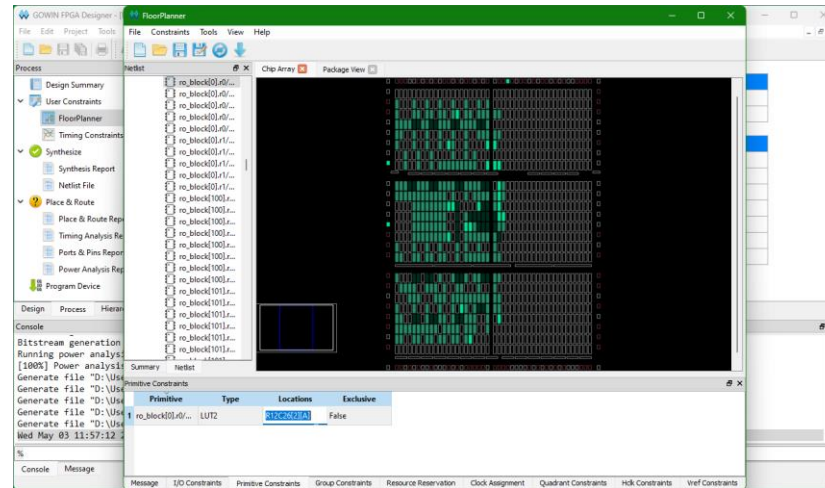 GOWIN FPGA Designer - [
File Edit Project Tools
Process
Design Summary
User Constraints
FloorPlanner
Timing Constraints
Synthesize
Synthesis Report
Netlist File
Place & Route
Place & Route Repo
Timing Analysis Re
Ports & Pins Repor
Power Analysis Rep
Program Device
Design Process Hierar
Console
Bitstream generation
Running power analys
[100%] Power analysis
Generate file "D:\Use
Generate file "D:\Use
Generate file "D:\Use
Generate file "D:\Use
Generate file "D:\Use
Wed May 03 11:57:12 2
%
Console Message
FloorPlanner
File Constraints Tools View Help
Netlist
ro_block[0].r0/...
ro_block[0].r0/...
ro_block[0].r0/...
ro_block[0].r0/...
ro_block[0].r0/...
ro_block[0].r1/...
ro_block[0].r1/...
ro_block[0].r1/...
ro_block[0].r1/...
ro_block[0].r1/...
ro_block[100].r...
ro_block[100].r...
ro_block[100].r...
ro_block[100].r...
ro_block[100].r...
ro_block[100].r...
ro_block[100].r...
ro_block[100].r...
ro_block[101].r...
ro_block[101].r...
ro_block[101].r...
ro_block[101].r...
ro_block[101].r...
Summary Netlist
Chip Array Package View
Primitive Constraints
Primitive Type Locations Exclusive
1 ro_block[0].r0/... LUT2 R12C26[2][A] False
Message I/O Constraints Primitive Constraints Group Constraints Resource Reservation Clock Assignment Quadrant Constraints Hclk Constraints Vref Constraints